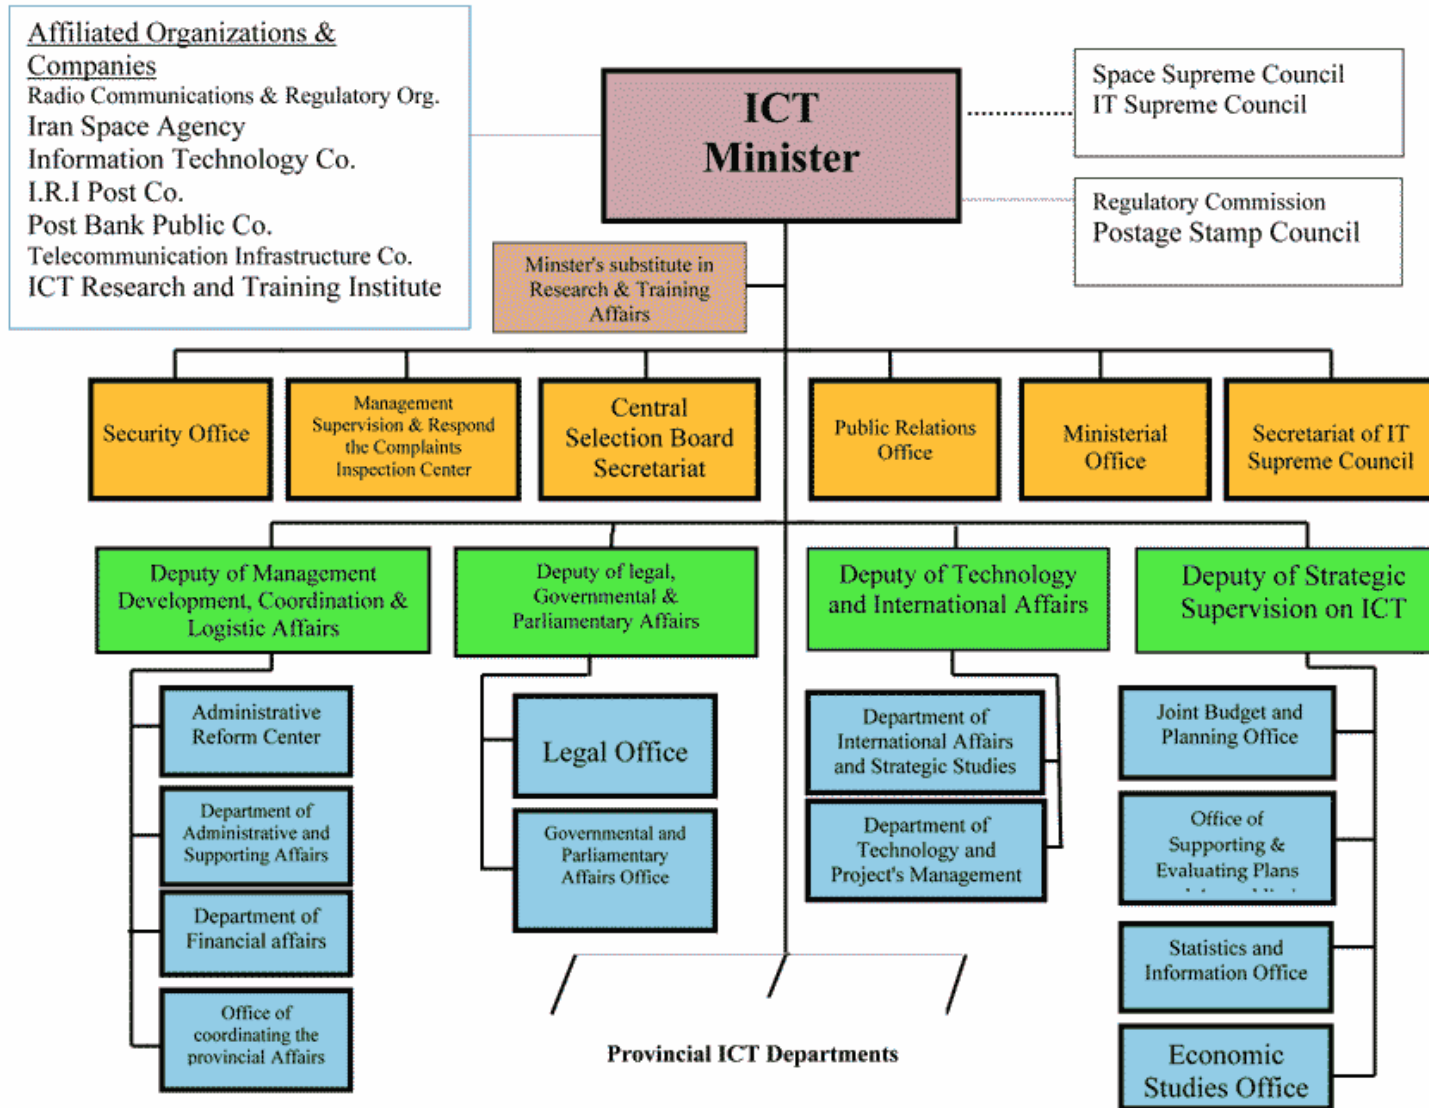 Affiliated Organizations &
Companies
Radio Communications & Regulatory Org.
Iran Space Agency
Information Technology Co.
I.R.I Post Co.
Post Bank Public Co.
Telecommunication Infrastructure Co.
ICT Research and Training Institute
ICT
Minister
Space Supreme Council
IT Supreme Council
Regulatory Commission
Postage Stamp Council
Minster's substitute in
Research & Training
Affairs
Security Office
Management
Supervision & Respond
the Complaints
Inspection Center
Central
Selection Board
Secretariat
Public Relations
Office
Ministerial
Office
Secretariat of IT
Supreme Council
Deputy of Management
Development, Coordination &
Logistic Affairs
Deputy of legal,
Governmental &
Parliamentary Affairs
Deputy of Technology
and International Affairs
Deputy of Strategic
Supervision on ICT
Administrative
Reform Center
Department of
Administrative and
Supporting Affairs
Department of
Financial affairs
Office of
coordinating the
provincial Affairs
Legal Office
Governmental and
Parliamentary
Affairs Office
Department of
International Affairs
and Strategic Studies
Department of
Technology and
Project's Management
Joint Budget and
Planning Office
Office of
Supporting &
Evaluating Plans
Statistics and
Information Office
Economic
Studies Office
Provincial ICT Departments